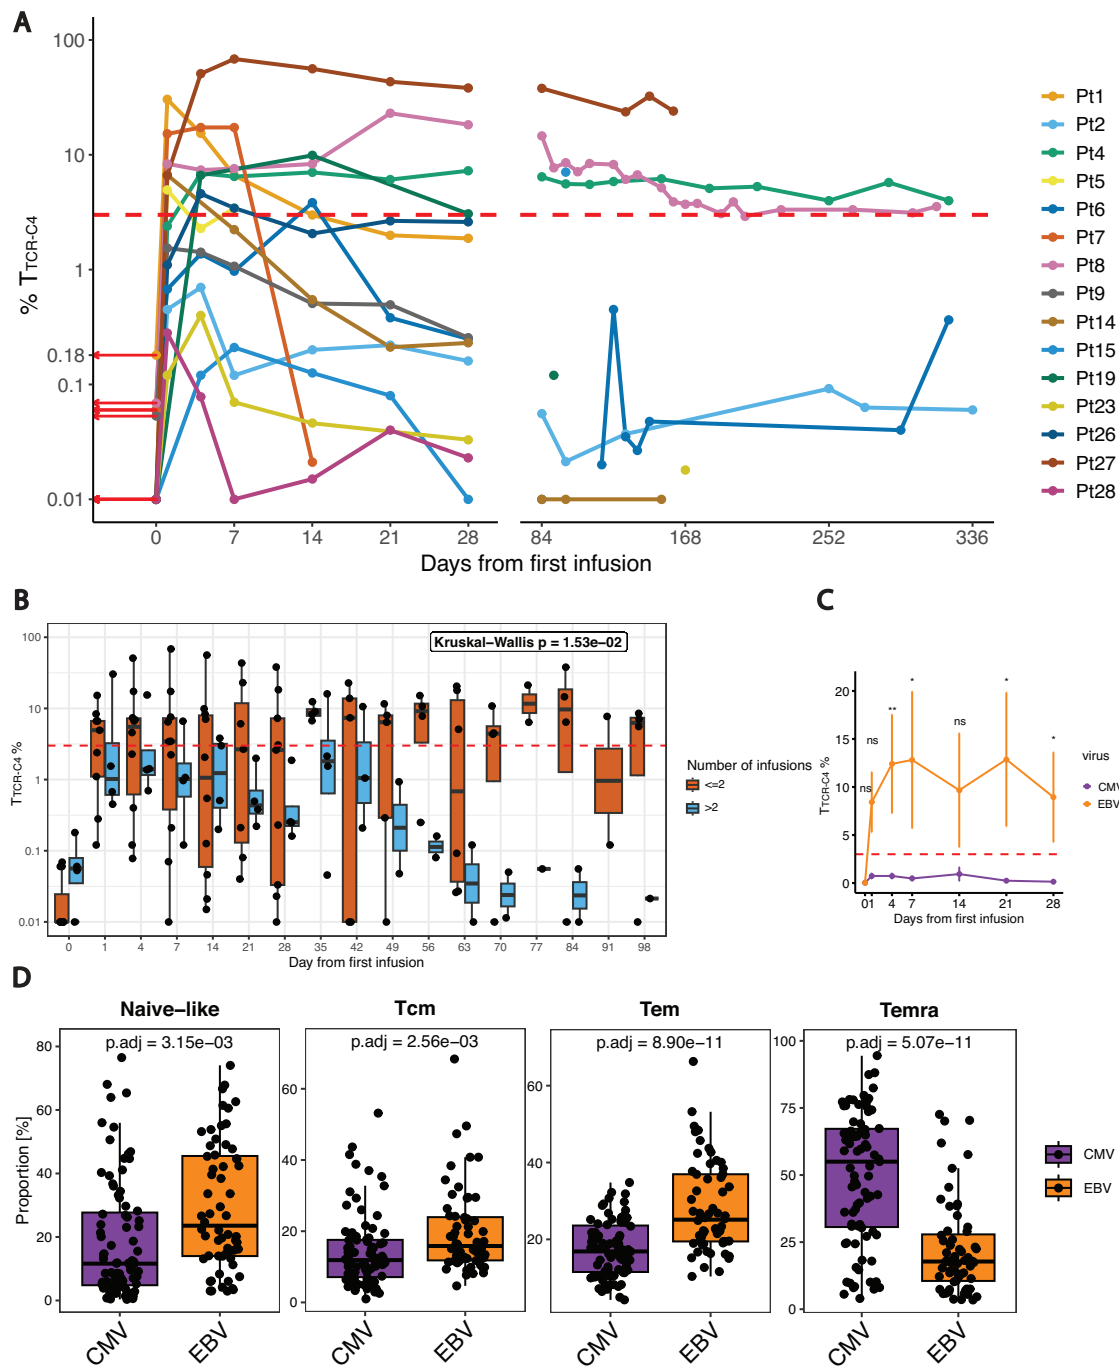 A
100
10
1
0.18
0.1
0.01
% TTCR-C4
0
7
14
21
28
84
168
252
336
Days from first infusion
Pt1
Pt2
Pt4
Pt5
Pt6
Pt7
Pt8
Pt9
Pt14
Pt15
Pt19
Pt23
Pt26
Pt27
Pt28
B
Kruskal–Wallis p = 1.53e–02
100
10
1
0.1
0.01
TTCR-C4 %
0
1
4
7
14
21
28
35
42
49
56
63
70
77
84
91
98
Day from first infusion
Number of infusions
<=2
>2
C
20
15
10
5
0
TTCR-C4 %
ns
ns
**
*
ns
*
*
0 1 4 7 14 21 28
Days from first infusion
virus
CMV
EBV
D
Naive–like
p.adj = 3.15e–03
80
60
40
20
0
Proportion [%]
CMV
EBV
Tcm
p.adj = 2.56e–03
60
40
20
0
CMV
EBV
Tem
p.adj = 8.90e–11
60
40
20
CMV
EBV
Temra
p.adj = 5.07e–11
100
75
50
25
0
CMV
EBV
CMV
EBV